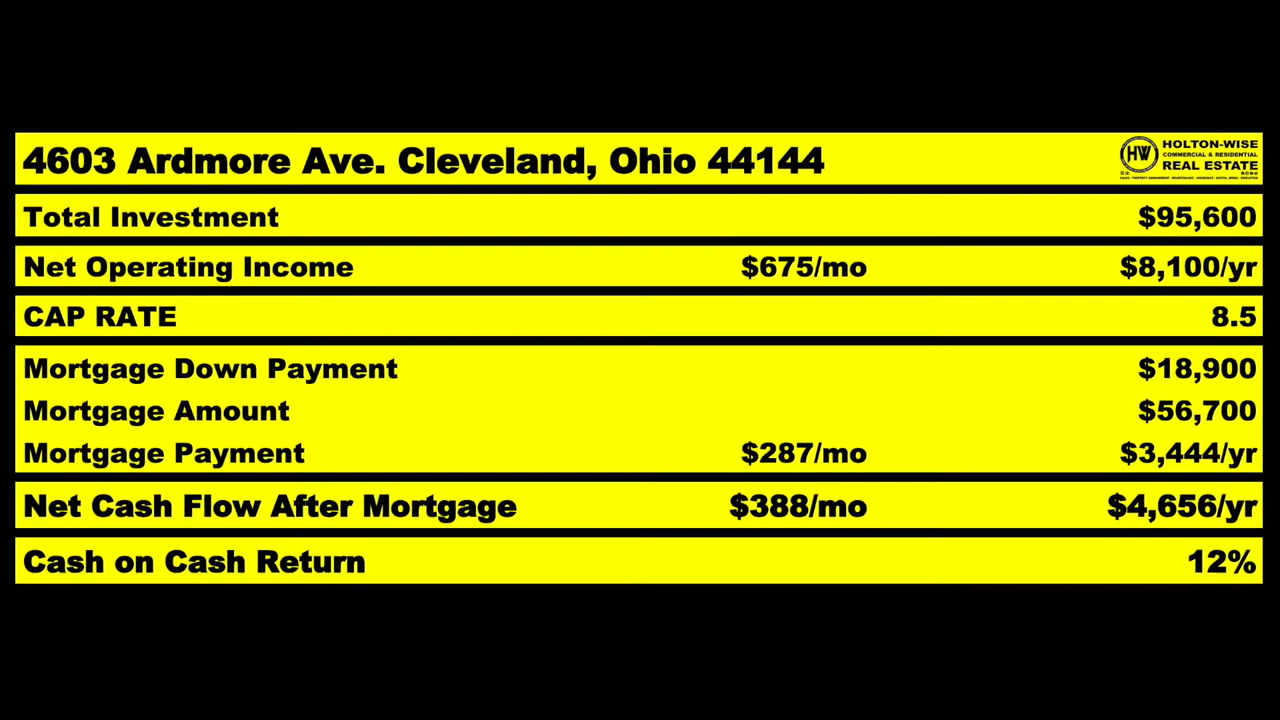 4603 Ardmore Ave. Cleveland, Ohio 44144
HW
HOLTON-WISE
COMMERCIAL & RESIDENTIAL
REAL ESTATE
Total Investment $95,600
Net Operating Income $675/mo $8,100/yr
CAP RATE 8.5
Mortgage Down Payment $18,900
Mortgage Amount $56,700
Mortgage Payment $287/mo $3,444/yr
Net Cash Flow After Mortgage $388/mo $4,656/yr
Cash on Cash Return 12%